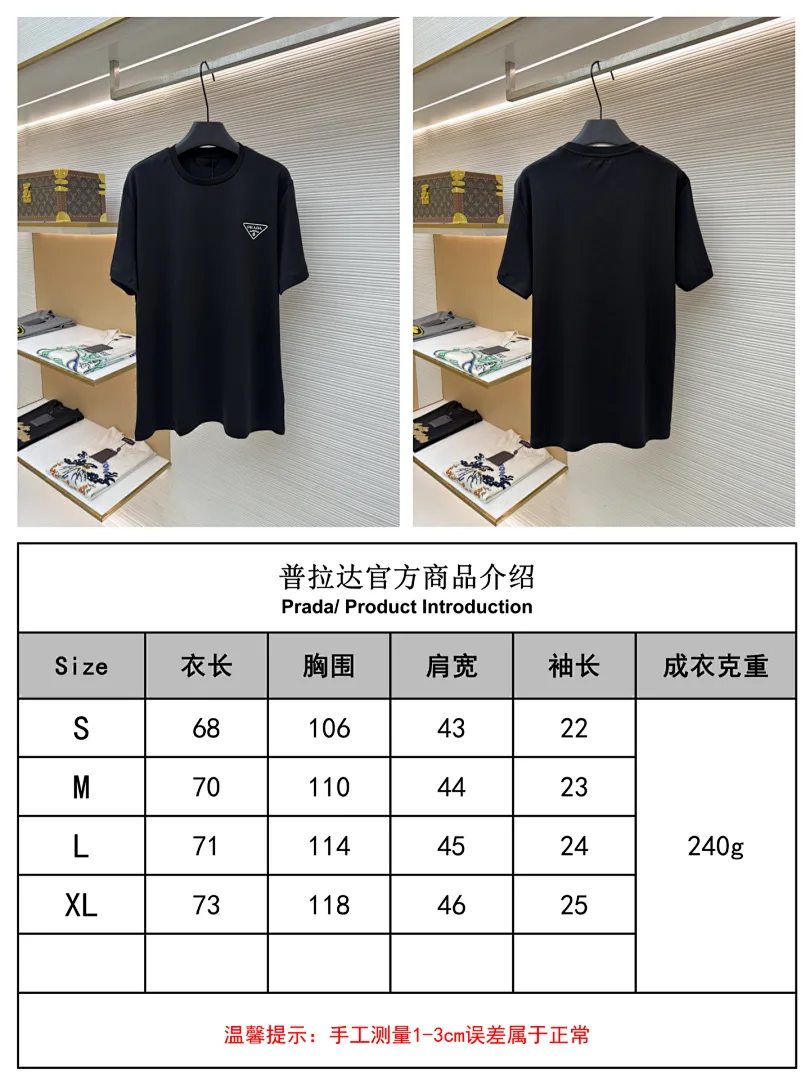 PRADA
普拉达官方商品介绍
Prada/ Product Introduction
Size 衣长 胸围 肩宽 袖长 成衣克重
S 68 106 43 22
M 70 110 44 23
L 71 114 45 24
240g
XL 73 118 46 25
温馨提示：手工测量1-3cm误差属于正常